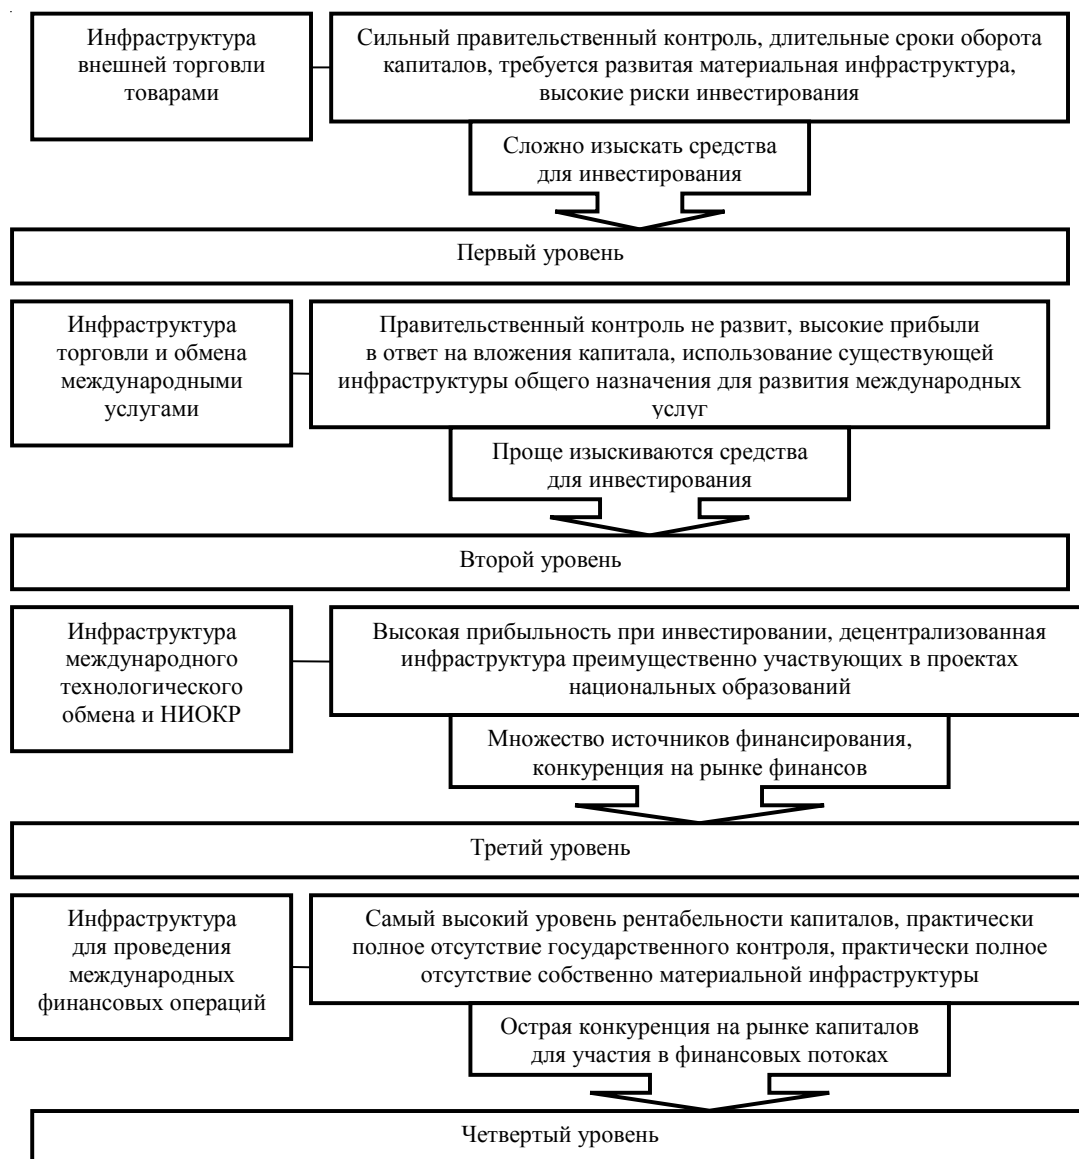 Инфраструктура
внешней торговли
товарами
Сильный правительственный контроль, длительные сроки оборота
капиталов, требуется развитая материальная инфраструктура,
высокие риски инвестирования
Сложно изыскать средства
для инвестирования
Первый уровень
Инфраструктура
торговли и обмена
международными
услугами
Правительственный контроль не развит, высокие прибыли
в ответ на вложения капитала, использование существующей
инфраструктуры общего назначения для развития международных
услуг
Проще изыскиваются средства
для инвестирования
Второй уровень
Инфраструктура
международного
технологического
обмена и НИОКР
Высокая прибыльность при инвестировании, децентрализованная
инфраструктура преимущественно участвующих в проектах
национальных образований
Множество источников финансирования,
конкуренция на рынке финансов
Третий уровень
Инфраструктура
для проведения
международных
финансовых операций
Самый высокий уровень рентабельности капиталов, практически
полное отсутствие государственного контроля, практически полное
отсутствие собственно материальной инфраструктуры
Острая конкуренция на рынке капиталов
для участия в финансовых потоках
Четвертый уровень